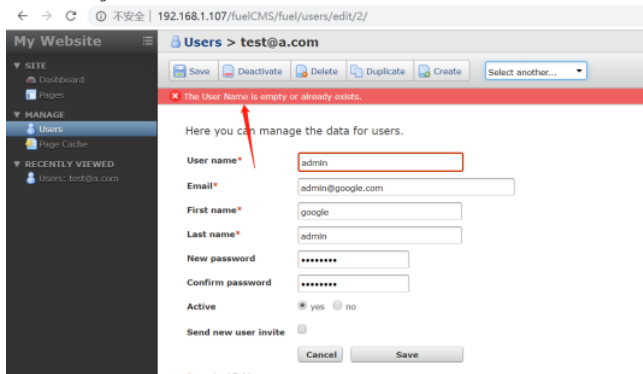 不安全 | 192.168.1.107/fuelCMS/fuel/users/edit/2/
My Website
Users > test@a.com
SITE
Dashboard
Pages
MANAGE
Users
Page Cache
RECENTLY VIEWED
Users: test@a.com
Save Deactivate Delete Duplicate Create Select another...
The User Name is empty or already exists.
Here you can manage the data for users.
User name* admin
Email* admin@google.com
First name* google
Last name* admin
New password ••••••••
Confirm password ••••••••
Active yes no
Send new user invite
Cancel Save